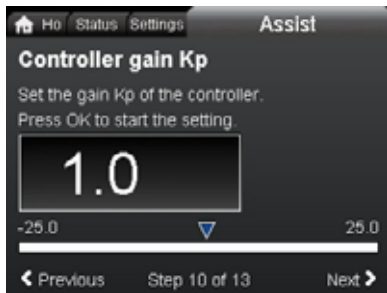 Ho Status Settings Assist
Controller gain Kp
Set the gain Kp of the controller.
Press OK to start the setting.
1.0
-25.0 25.0
Previous Step 10 of 13 Next